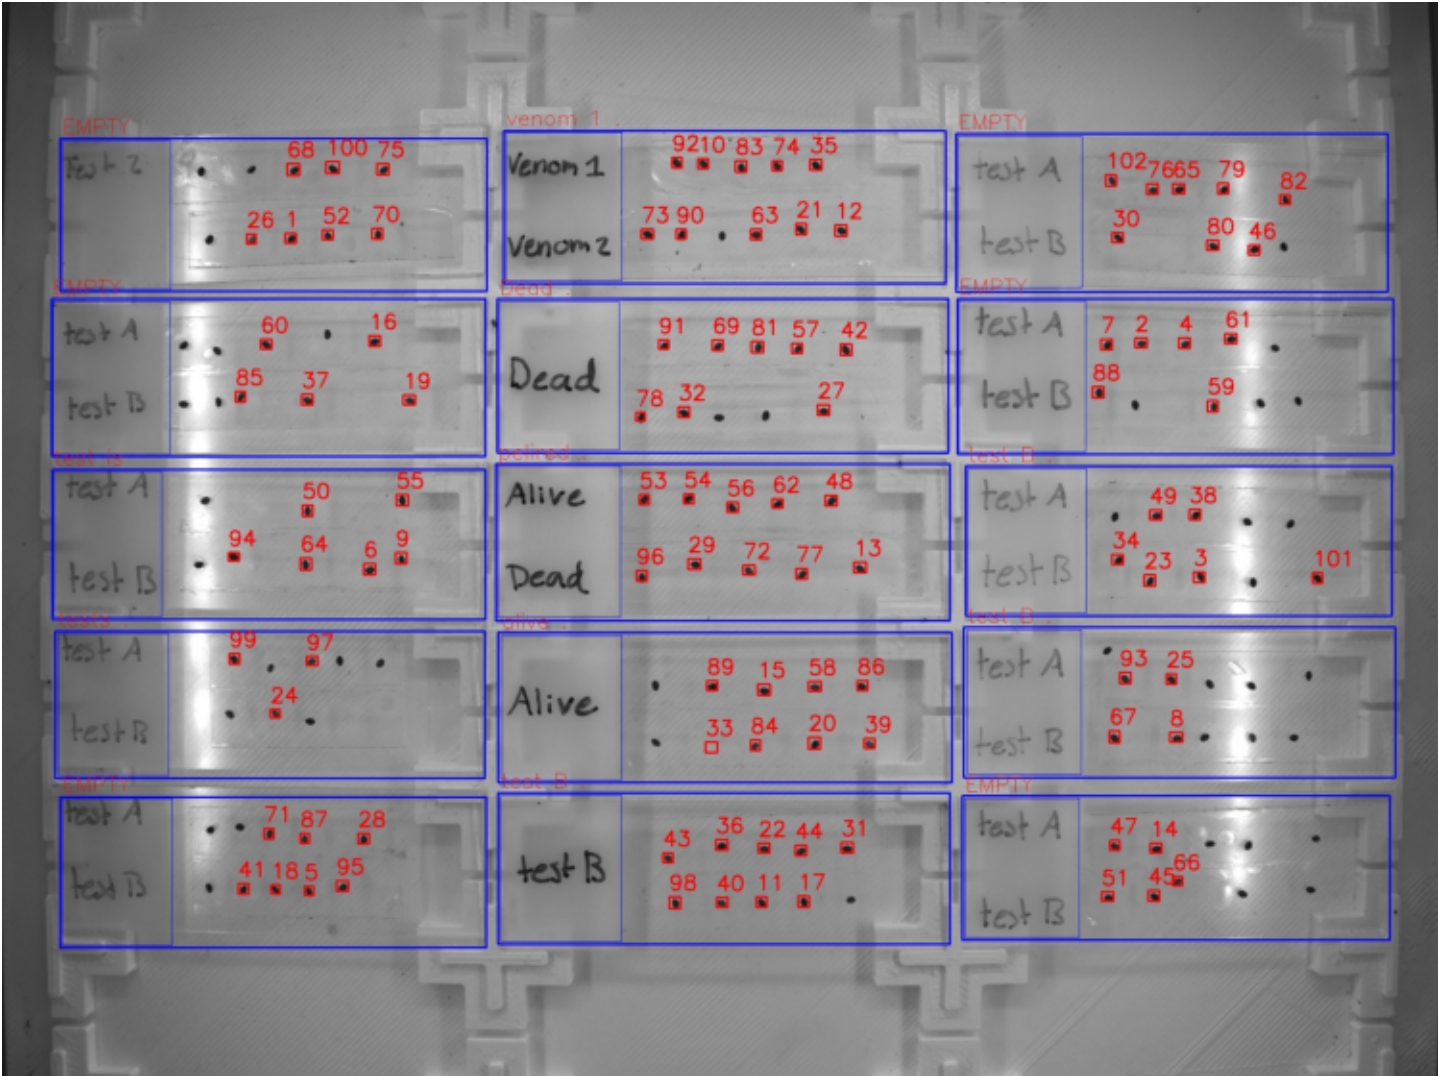 EMPTY
Test 2
68 100 75
26 1 52 70
venom 1 .
Venom 1
92 10 83 74 35
Venom 2
73 90 63 21 12
EMPTY
test A
102 76 65 79 82
test B
30 80 46
EMPTY
test A
60 16
test B
85 37 19
Dead .
Dead
91 69 81 57 42
78 32 27
EMPTY
test A
7 2 4 61
test B
88 59
test is
test A
50 55
test B
94 64 6 9
pelired .
Alive
53 54 56 62 48
Dead
96 29 72 77 13
test B .
test A
49 38
test B
34 23 3 101
tests .
test A
99 97
test B
24
alive .
Alive
89 15 58 86
33 84 20 39
test B .
test A
93 25
test B
67 8
EMPTY
test A
71 87 28
test B
41 18 5 95
test B .
test B
43 36 22 44 31
98 40 11 17
EMPTY
test A
47 14
test B
51 45 66